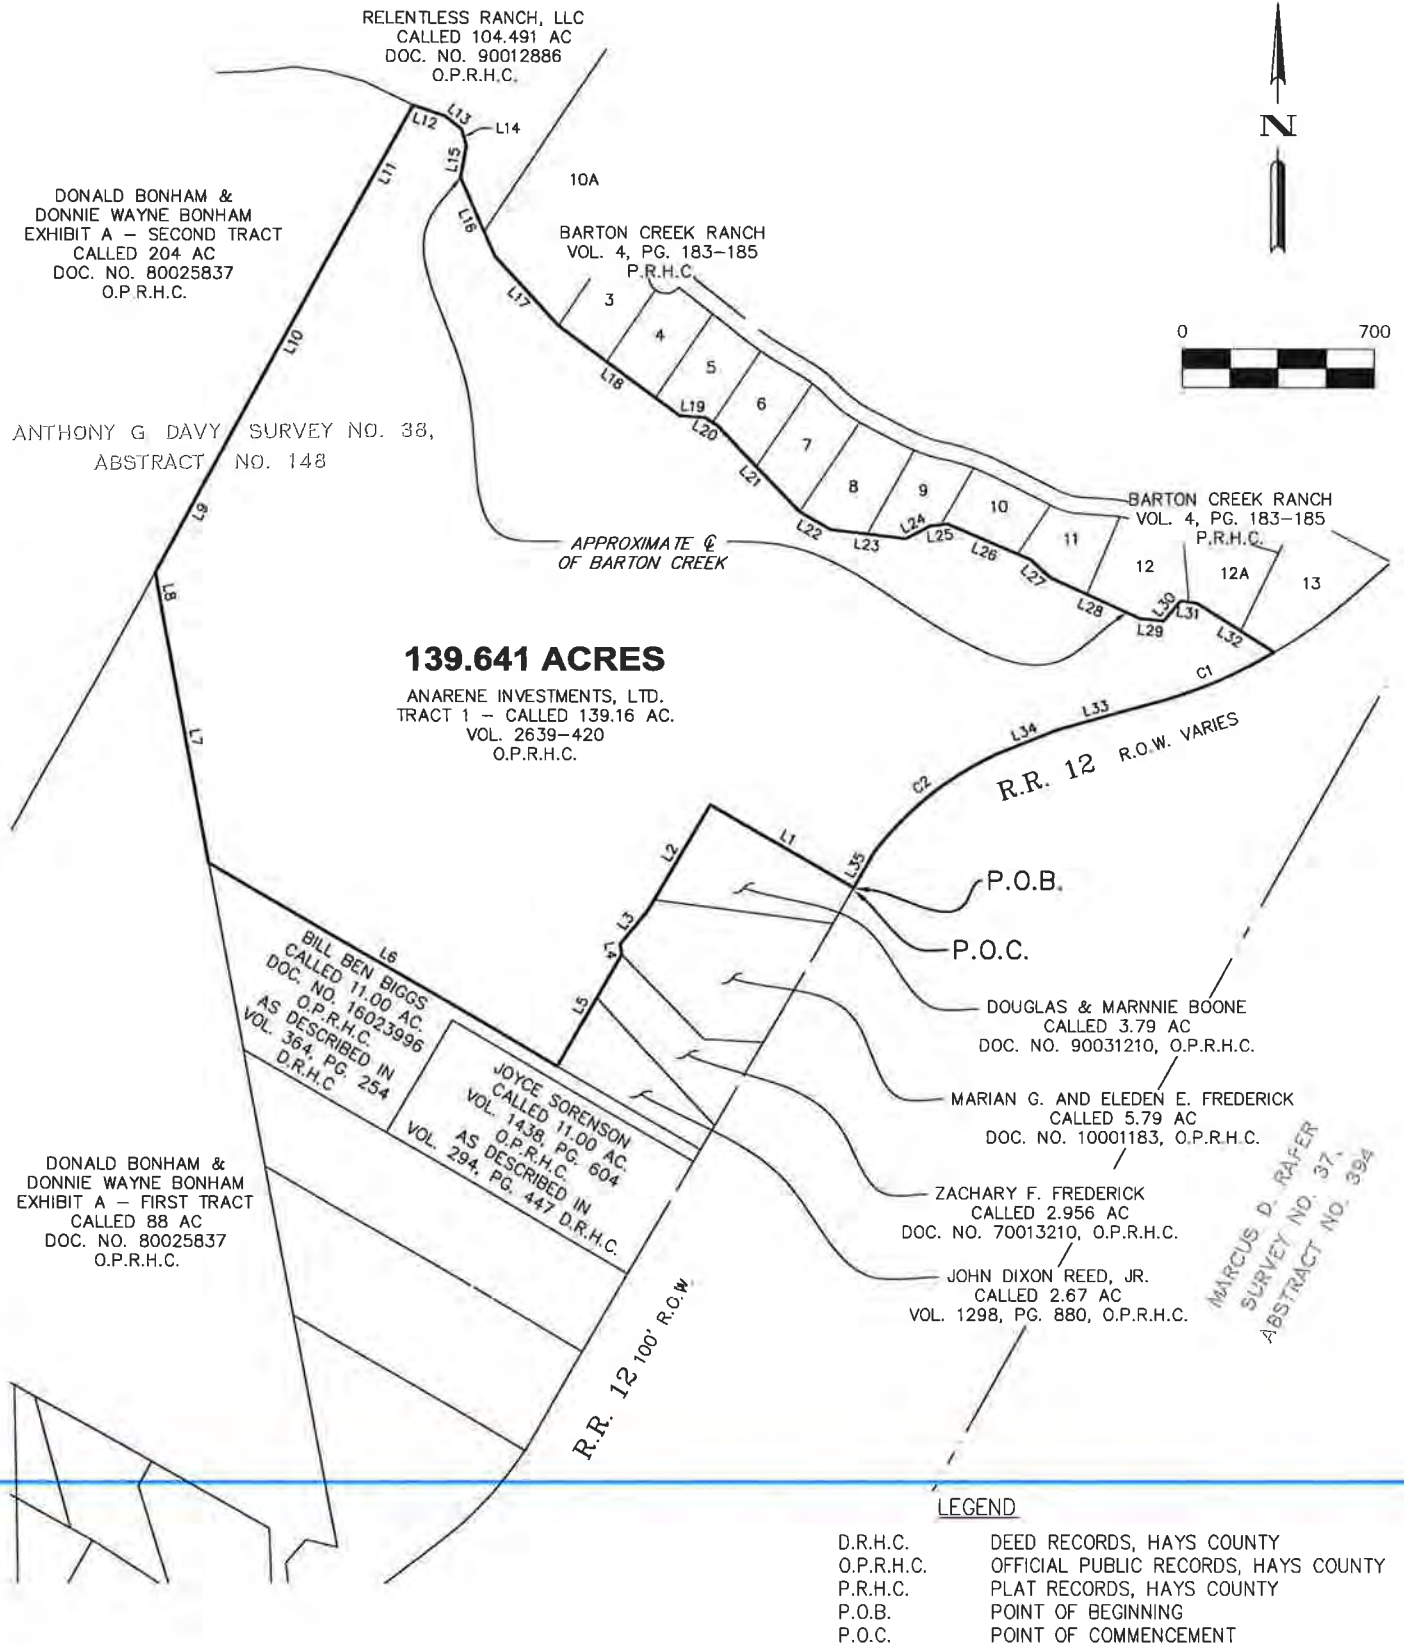 RELENTLESS RANCH, LLC
CALLED 104.491 AC
DOC. NO. 90012886
O.P.R.H.C.
N
0 700
L12
L13
L14
L15
L11
L16
10A
DONALD BONHAM &
DONNIE WAYNE BONHAM
EXHIBIT A – SECOND TRACT
CALLED 204 AC
DOC. NO. 80025837
O.P.R.H.C.
BARTON CREEK RANCH
VOL. 4, PG. 183–185
P.R.H.C.
L17
L10
3
4
5
6
7
8
9
10
11
12
12A
13
L18
L19
L20
L21
L22
L23
L24
L25
L26
L27
L28
L29
L30
L31
L32
ANTHONY G DAVY SURVEY NO. 38,
ABSTRACT NO. 148
BARTON CREEK RANCH
VOL. 4, PG. 183–185
P.R.H.C.
L9
L8
L7
APPROXIMATE ℄
OF BARTON CREEK
139.641 ACRES
ANARENE INVESTMENTS, LTD.
TRACT 1 – CALLED 139.16 AC.
VOL. 2639–420
O.P.R.H.C.
C1
L33
L34
C2
R.R. 12 R.O.W. VARIES
L35
L1
L2
L3
L4
L5
L6
P.O.B.
P.O.C.
BILL BEN BIGGS
CALLED 11.00 AC.
DOC. NO. 16023996
O.P.R.H.C.
AS DESCRIBED IN
VOL. 364, PG. 254
D.R.H.C
JOYCE SORENSON
CALLED 11.00 AC.
VOL. 1438, PG. 604
O.P.R.H.C.
AS DESCRIBED IN
VOL. 294, PG. 447 D.R.H.C.
DOUGLAS & MARNNIE BOONE
CALLED 3.79 AC
DOC. NO. 90031210, O.P.R.H.C.
MARIAN G. AND ELEDEN E. FREDERICK
CALLED 5.79 AC
DOC. NO. 10001183, O.P.R.H.C.
ZACHARY F. FREDERICK
CALLED 2.956 AC
DOC. NO. 70013210, O.P.R.H.C.
JOHN DIXON REED, JR.
CALLED 2.67 AC
VOL. 1298, PG. 880, O.P.R.H.C.
MARCUS D. RAFER
SURVEY NO. 37,
ABSTRACT NO. 394
DONALD BONHAM &
DONNIE WAYNE BONHAM
EXHIBIT A – FIRST TRACT
CALLED 88 AC
DOC. NO. 80025837
O.P.R.H.C.
R.R. 12 100' R.O.W.
LEGEND
D.R.H.C. DEED RECORDS, HAYS COUNTY
O.P.R.H.C. OFFICIAL PUBLIC RECORDS, HAYS COUNTY
P.R.H.C. PLAT RECORDS, HAYS COUNTY
P.O.B. POINT OF BEGINNING
P.O.C. POINT OF COMMENCEMENT